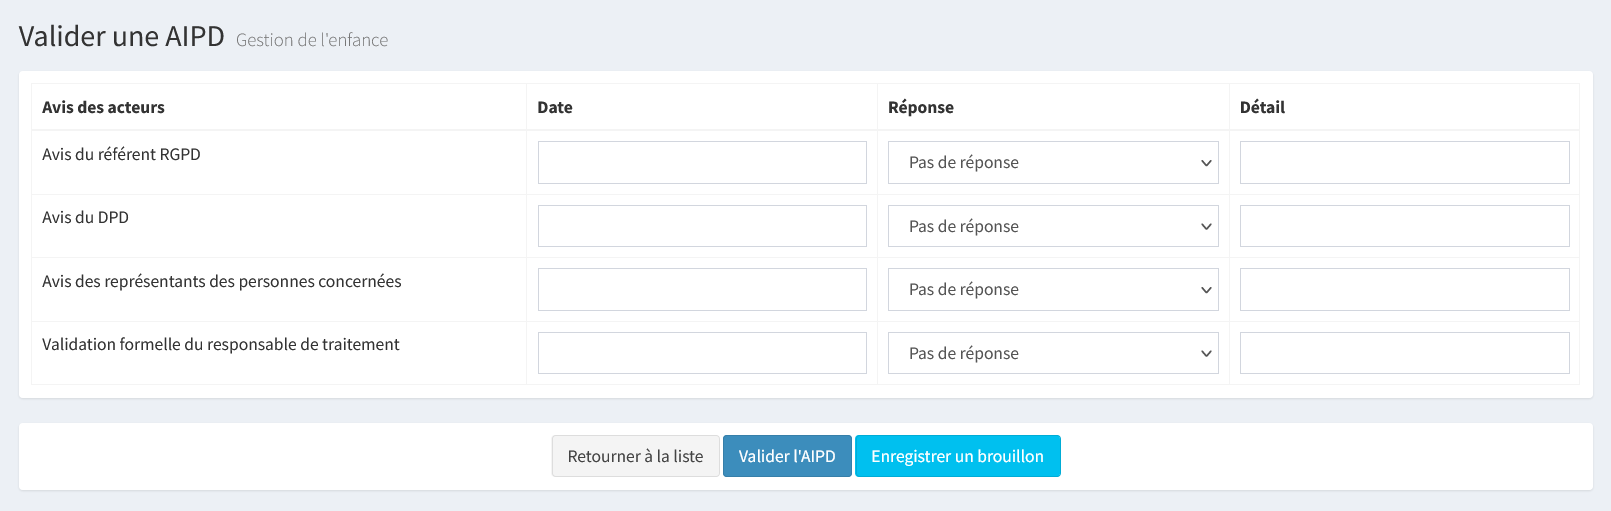 Valider une AIPD Gestion de l'enfance
Avis des acteurs Date Réponse Détail
Avis du référent RGPD Pas de réponse
Avis du DPD Pas de réponse
Avis des représentants des personnes concernées Pas de réponse
Validation formelle du responsable de traitement Pas de réponse
Retourner à la liste Valider l'AIPD Enregistrer un brouillon